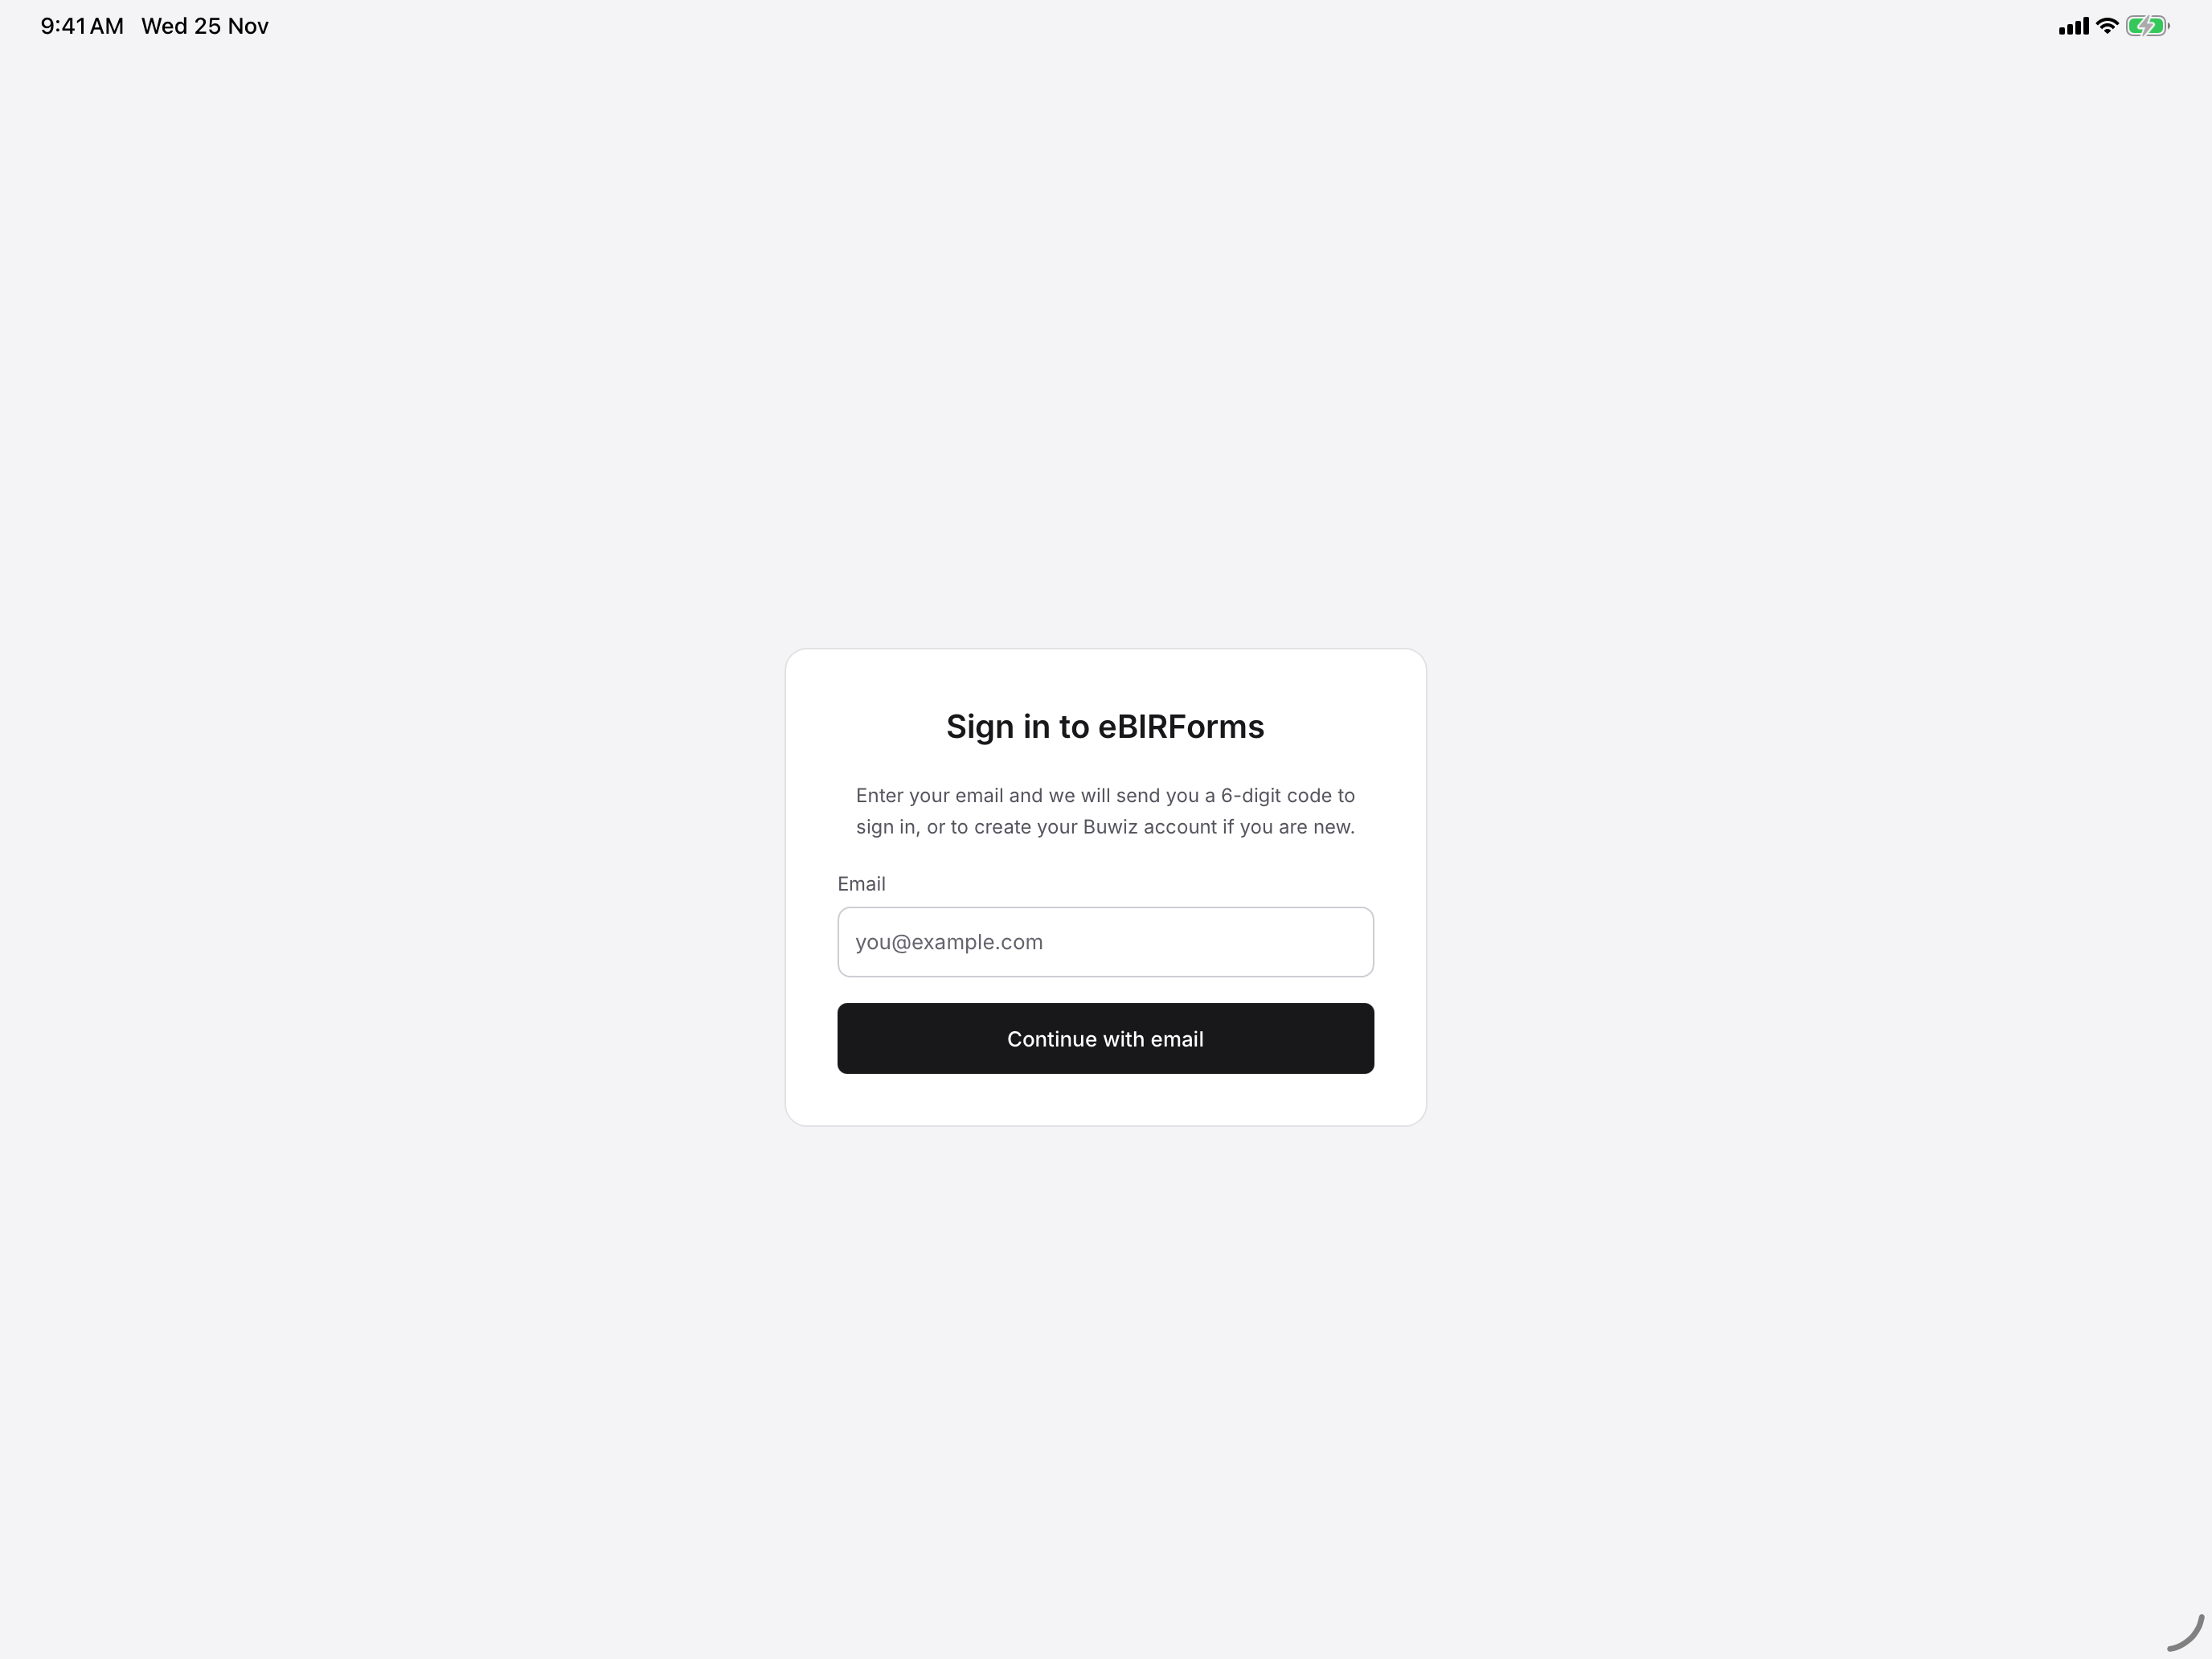 9:41 AM Wed 25 Nov
Sign in to eBIRForms
Enter your email and we will send you a 6-digit code to
sign in, or to create your Buwiz account if you are new.
Email
you@example.com
Continue with email